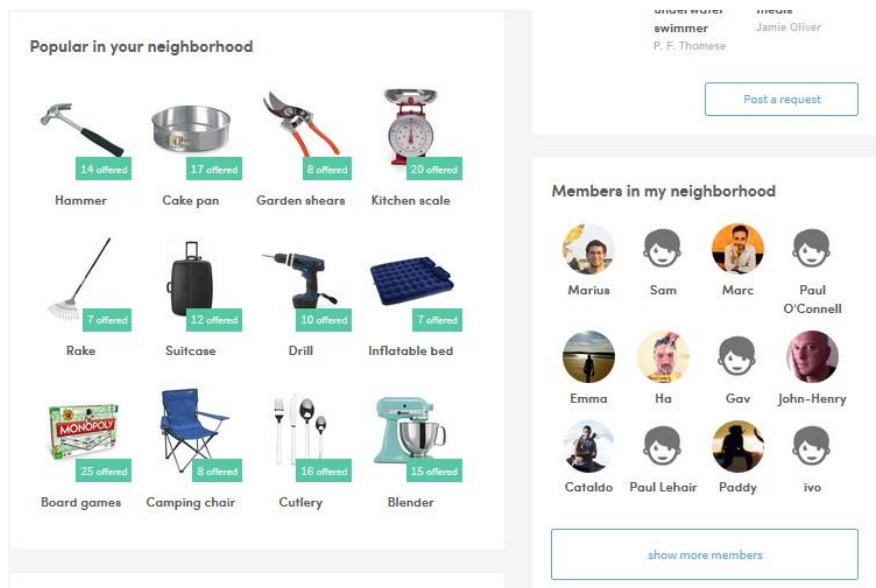 Popular in your neighborhood
14 offered
17 offered
8 offered
20 offered
Hammer
Cake pan
Garden shears
Kitchen scale
7 offered
12 offered
10 offered
7 offered
Rake
Suitcase
Drill
Inflatable bed
MONOPOLY
25 offered
8 offered
16 offered
15 offered
Board games
Camping chair
Cutlery
Blender
underwater
swimmer
P. F. Thomese
meals
Jamie Oliver
Post a request
Members in my neighborhood
Marius
Sam
Marc
Paul
O'Connell
Emma
Ha
Gav
John-Henry
Cataldo
Paul Lehair
Paddy
ivo
show more members